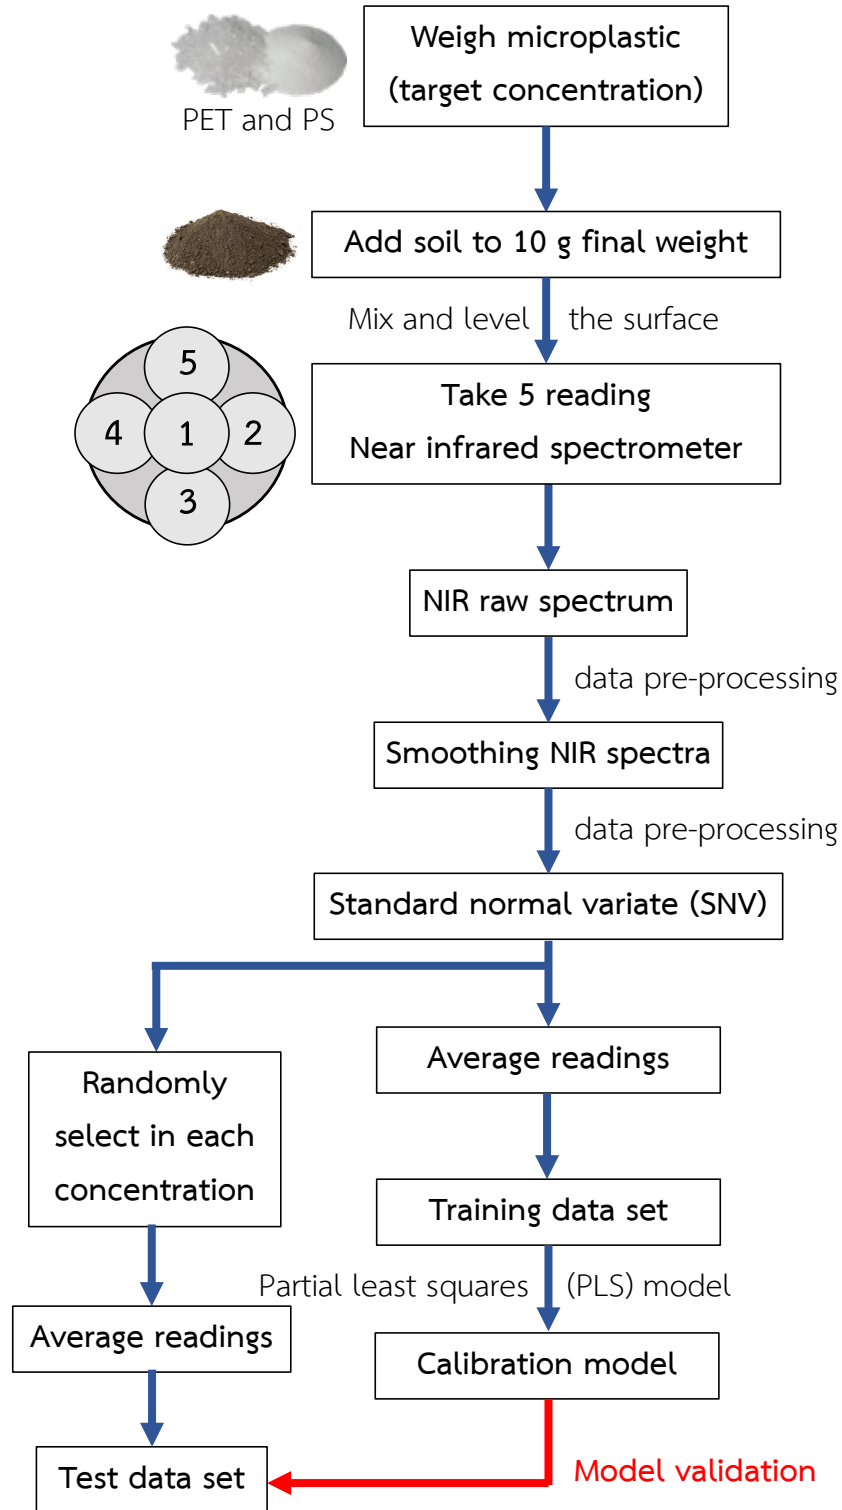 Weigh microplastic
(target concentration)
PET and PS
Add soil to 10 g final weight
Mix and level the surface
5
4 1 2
3
Take 5 reading
Near infrared spectrometer
NIR raw spectrum
data pre-processing
Smoothing NIR spectra
data pre-processing
Standard normal variate (SNV)
Randomly
select in each
concentration
Average readings
Average readings
Training data set
Partial least squares (PLS) model
Calibration model
Test data set
Model validation